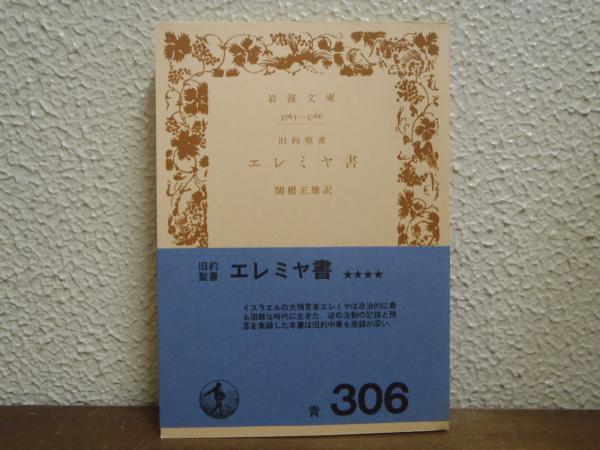 岩波文庫
3763—3766
旧約聖書
エレミヤ書
関根正雄訳
旧約聖書 エレミヤ書 ★★★★
イスラエルの大預言者エレミヤは政治的に最
も困難な時代に生きた。彼の活動の記録と預
言を集録した本書は旧約中最も感銘が深い。
青 306